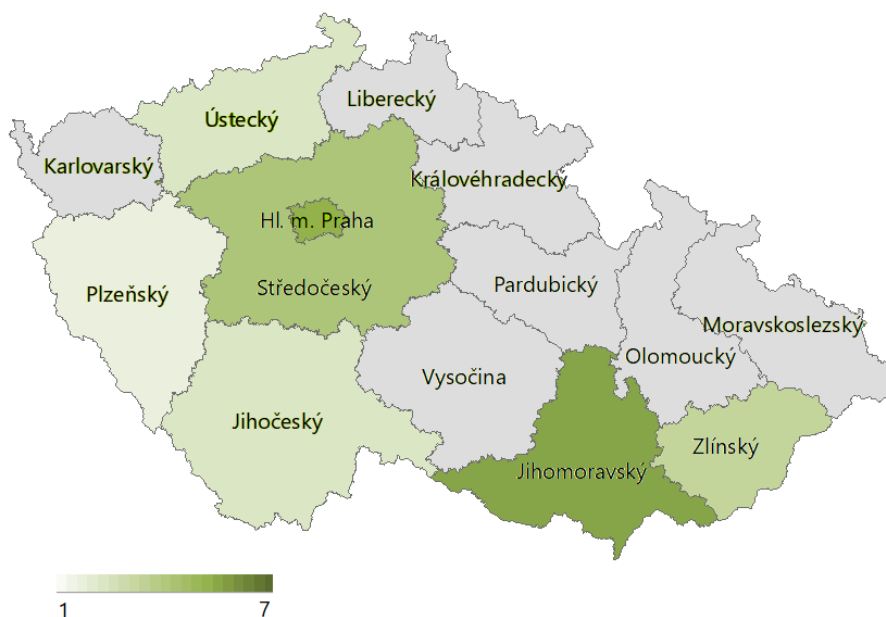 Liberecký
Ústecký
Karlovarský
Královéhradecký
Hl. m. Praha
Středočeský
Pardubický
Plzeňský
Moravskoslezský
Olomoucký
Vysočina
Jihočeský
Zlínský
Jihomoravský
1 7